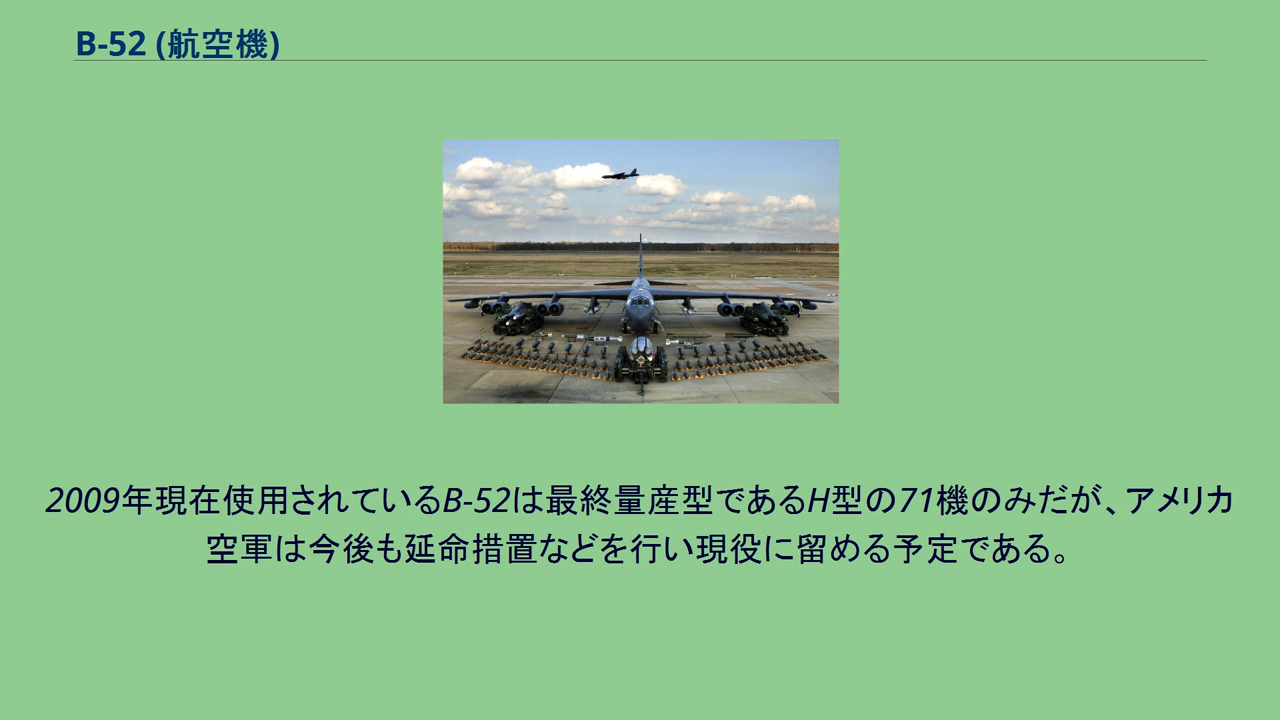 B-52 (航空機)
2009年現在使用されているB-52は最終量産型であるH型の71機のみだが、アメリカ
空軍は今後も延命措置などを行い現役に留める予定である。